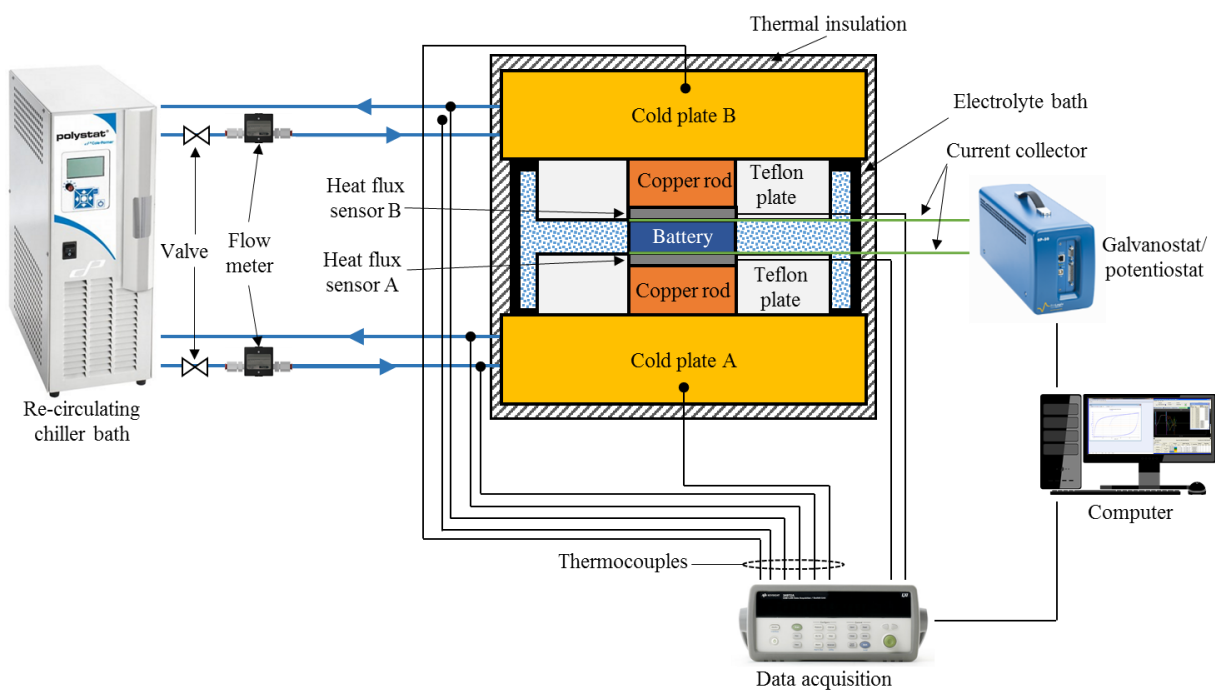 Thermal insulation
polystat®
Cold plate B
Electrolyte bath
Current collector
Copper rod
Teflon
plate
Heat flux
sensor B
Valve
Flow
meter
Battery
Galvanostat/
potentiostat
Heat flux
sensor A
Copper rod
Teflon
plate
Cold plate A
Re-circulating
chiller bath
Computer
Thermocouples
Data acquisition